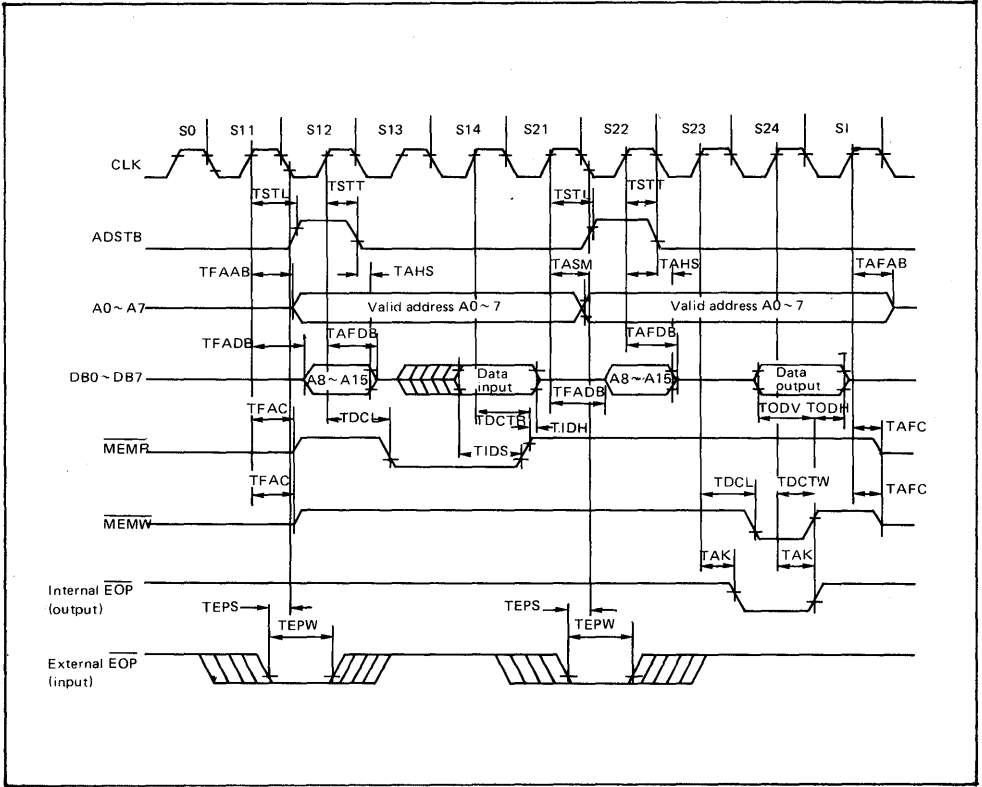 S0 S11 S12 S13 S14 S21 S22 S23 S24 SI
CLK
TSTL TSTT TSTL TSTT
ADSTB
TFAAB TAHS TASM TAHS TAFAB
A0~A7 Valid address A0~7 Valid address A0~7
TFADB TAFDB TAFDB
DB0~DB7 A8~A15 Data input A8~A15 Data output
TFADB
TFAC TDCL TDCTR TIDH TODV TODH TAFC
MEMR TIDS
TFAC TDCL TDCTW TAFC
MEMW
TAK TAK
Internal EOP
(output)
TEPS TEPW TEPS TEPW
External EOP
(input)